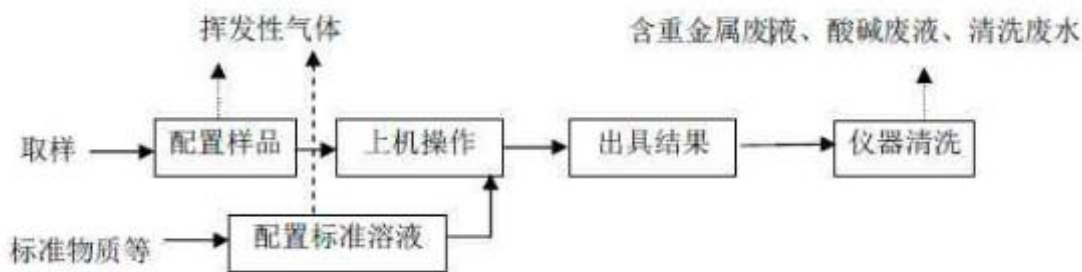 挥发性气体
含重金属废液、酸碱废液、清洗废水
取样
配置样品
上机操作
出具结果
仪器清洗
标准物质等
配置标准溶液